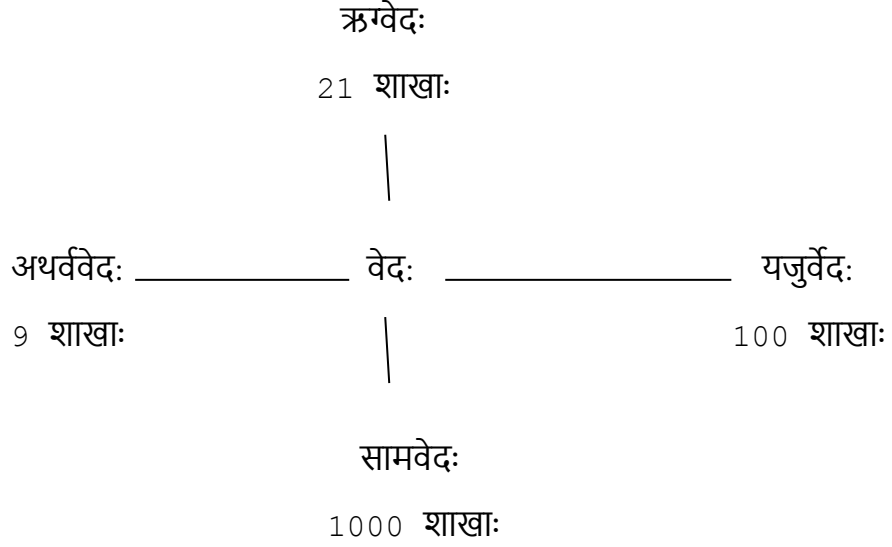 ऋग्वेदः
21 शाखाः
अथर्ववेद: वेद: यजुर्वेद:
9 शाखाः 100 शाखाः
सामवेदः
1000 शाखाः